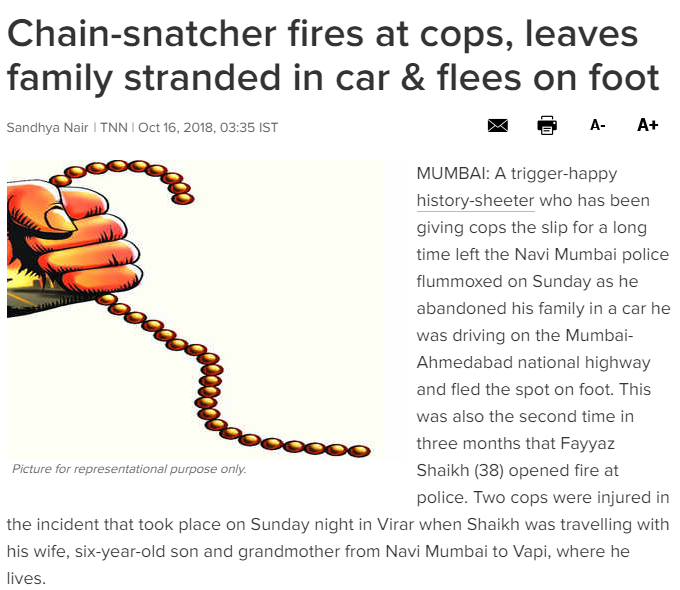 Chain-snatcher fires at cops, leaves
family stranded in car & flees on foot
Sandhya Nair | TNN | Oct 16, 2018, 03:35 IST
A-
A+
MUMBAI: A trigger-happy
history-sheeter who has been
giving cops the slip for a long
time left the Navi Mumbai police
flummoxed on Sunday as he
abandoned his family in a car he
was driving on the Mumbai-
Ahmedabad national highway
and fled the spot on foot. This
was also the second time in
three months that Fayyaz
Shaikh (38) opened fire at
police. Two cops were injured in
the incident that took place on Sunday night in Virar when Shaikh was travelling with
his wife, six-year-old son and grandmother from Navi Mumbai to Vapi, where he
lives.
Picture for representational purpose only.